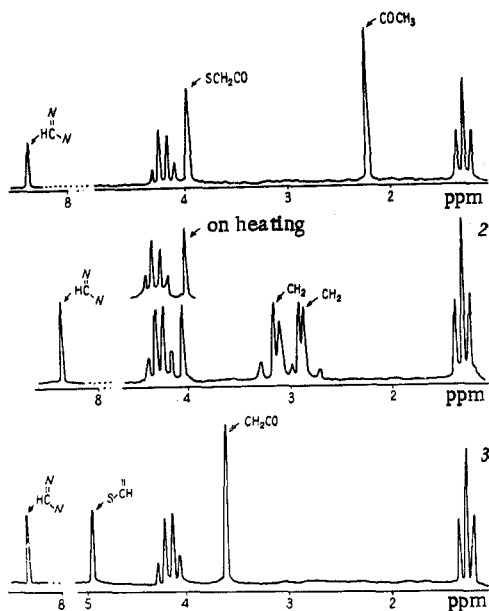 COCH₃
SCH₂CO
N
HC
N
8 4 3 2 ppm
2
on heating
N
HC
N
CH₂
CH₂
8 4 3 2 ppm
3
CH₂CO
N
HC
N
S
CH
8 5 4 3 2 ppm